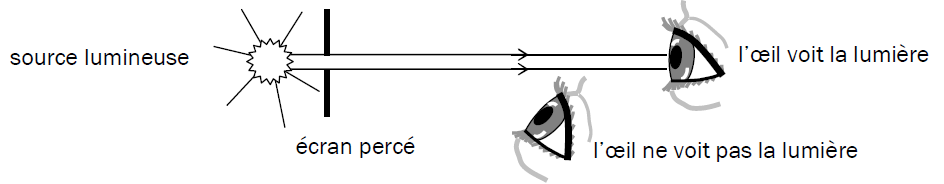 source lumineuse
l'œil voit la lumière
écran percé
l'œil ne voit pas la lumière